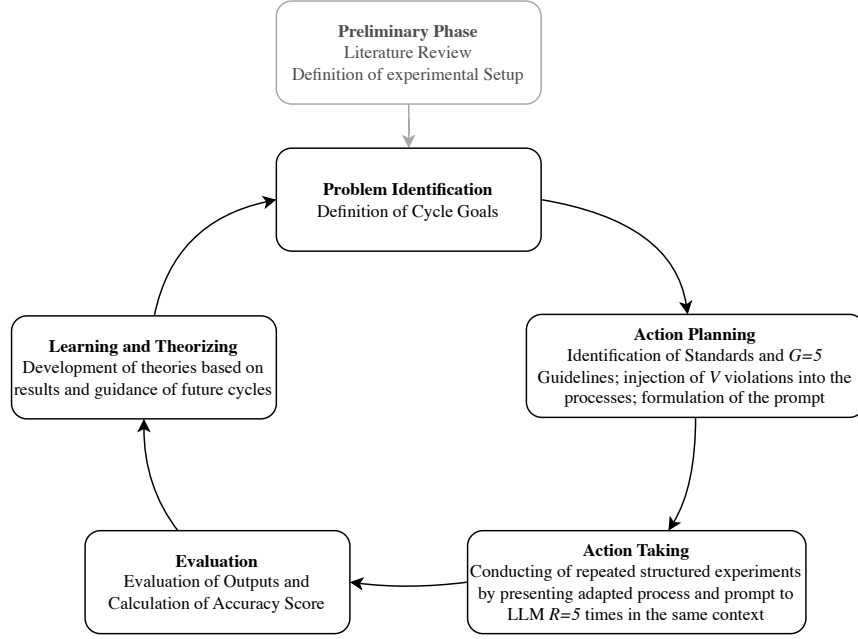 Preliminary Phase
Literature Review
Definition of experimental Setup
Problem Identification
Definition of Cycle Goals
Action Planning
Identification of Standards and G=5
Guidelines; injection of V violations into the
processes; formulation of the prompt
Action Taking
Conducting of repeated structured experiments
by presenting adapted process and prompt to
LLM R=5 times in the same context
Evaluation
Evaluation of Outputs and
Calculation of Accuracy Score
Learning and Theorizing
Development of theories based on
results and guidance of future cycles